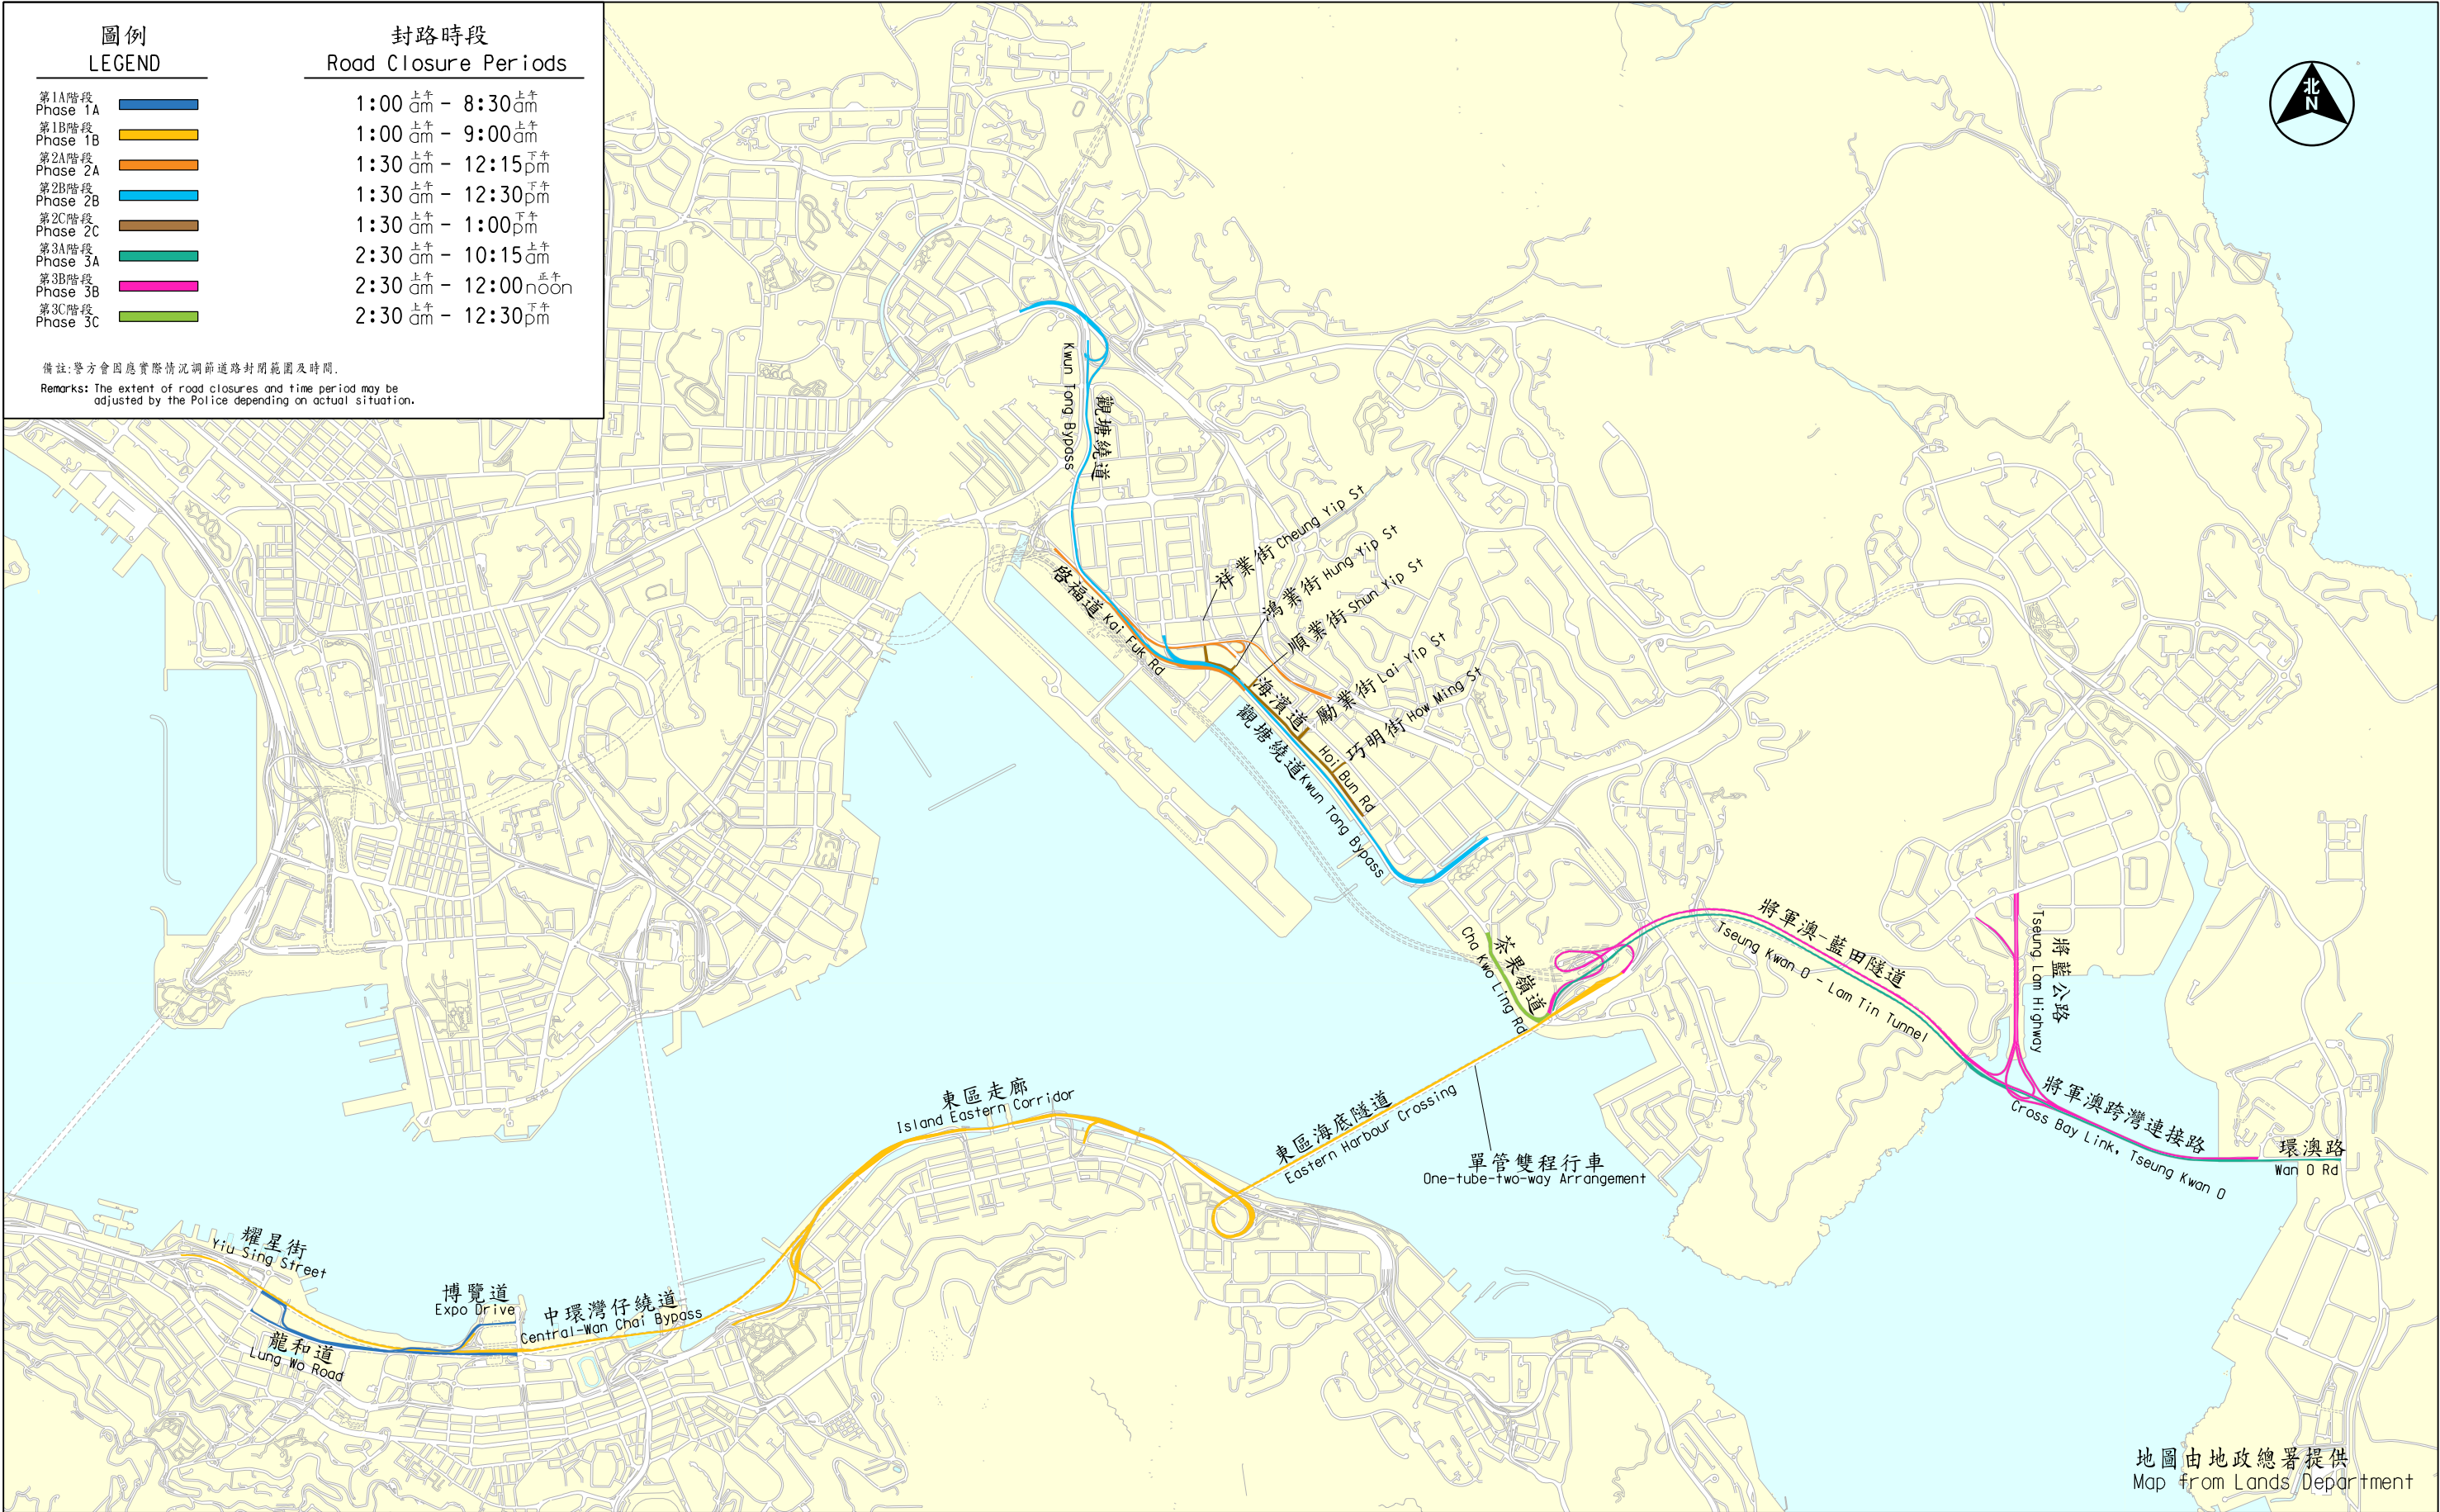 圖例
LEGEND
封路時段
Road Closure Periods
第1A階段
Phase 1A
1:00 上午 am - 8:30 上午 am
第1B階段
Phase 1B
1:00 上午 am - 9:00 上午 am
第2A階段
Phase 2A
1:30 上午 am - 12:15 下午 pm
第2B階段
Phase 2B
1:30 上午 am - 12:30 下午 pm
第2C階段
Phase 2C
1:30 上午 am - 1:00 下午 pm
第3A階段
Phase 3A
2:30 上午 am - 10:15 上午 am
第3B階段
Phase 3B
2:30 上午 am - 12:00 正午 noon
第3C階段
Phase 3C
2:30 上午 am - 12:30 下午 pm
備註:警方會因應實際情況調節道路封閉範圍及時間.
Remarks: The extent of road closures and time period may be
adjusted by the Police depending on actual situation.
北
N
觀塘繞道
Kwun Tong Bypass
祥業街 Cheung Yip St
鴻業街 Hung Yip St
順業街 Shun Yip St
啓福道 Kai Fuk Rd
海濱道 Hoi Bun Rd
勵業街 Lai Yip St
巧明街 How Ming St
觀塘繞道 Kwun Tong Bypass
茶果嶺道
Cha Kwo Ling Rd
將軍澳-藍田隧道
Tseung Kwan O - Lam Tin Tunnel
將藍公路
Tseung Lam Highway
將軍澳跨灣連接路
Cross Bay Link, Tseung Kwan O
環澳路
Wan O Rd
東區走廊
Island Eastern Corridor
東區海底隧道
Eastern Harbour Crossing
單管雙程行車
One-tube-two-way Arrangement
耀星街
Yiu Sing Street
博覽道
Expo Drive
中環灣仔繞道
Central-Wan Chai Bypass
龍和道
Lung Wo Road
地圖由地政總署提供
Map from Lands Department